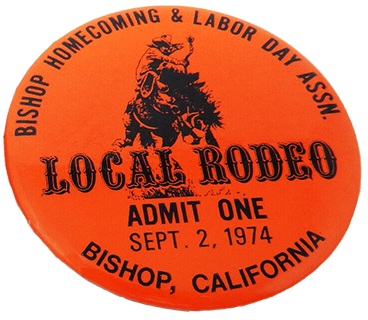 BISHOP HOMECOMING & LABOR DAY ASSN.
LOCAL RODEO
ADMIT ONE
SEPT. 2, 1974
BISHOP, CALIFORNIA